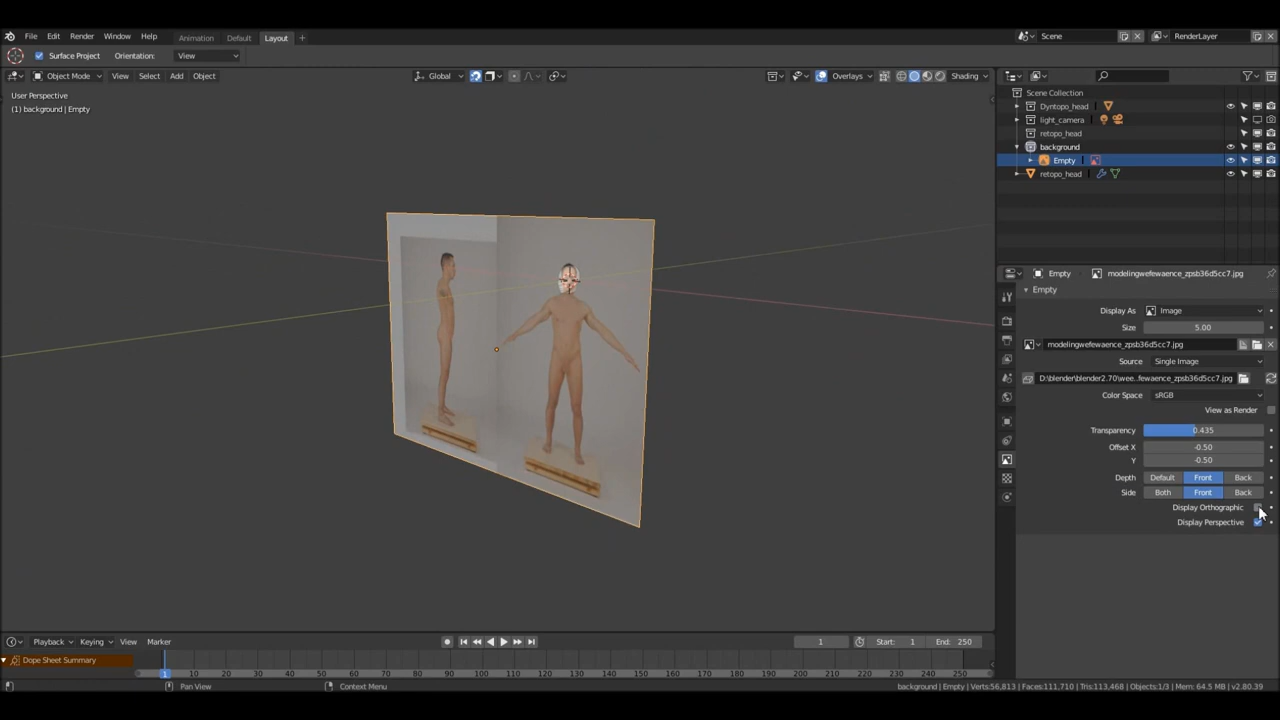 File Edit Render Window Help Animation Default Layout + Scene RenderLayer
Surface Project Orientation: View
Object Mode View Select Add Object Global Overlays Shading
User Perspective
(1) background | Empty
Scene Collection
Dyntopo_head
light_camera
retopo_head
background
Empty
retopo_head
Empty modelingwefewaence_zpsb36d5cc7.jpg
Empty
Display As Image
Size 5.00
modelingwefewaence_zpsb36d5cc7.jpg
Source Single Image
D:\blender\blender2.70\wee..fewaence_zpsb36d5cc7.jpg
Color Space sRGB
View as Render
Transparency 0.435
Offset X -0.50
Y -0.50
Depth Default Front Back
Side Both Front Back
Display Orthographic
Display Perspective
Playback Keying View Marker 1 Start: 1 End: 250
Dope Sheet Summary
1 10 20 30 40 50 60 70 80 90 100 110 120 130 140 150 160 170 180 190 200 210 220 230 240 250
Pan View Context Menu background | Empty | Verts:56,813 | Faces:111,710 | Tris:113,468 | Objects:1/3 | Mem: 64.5 MB | v2.80.39